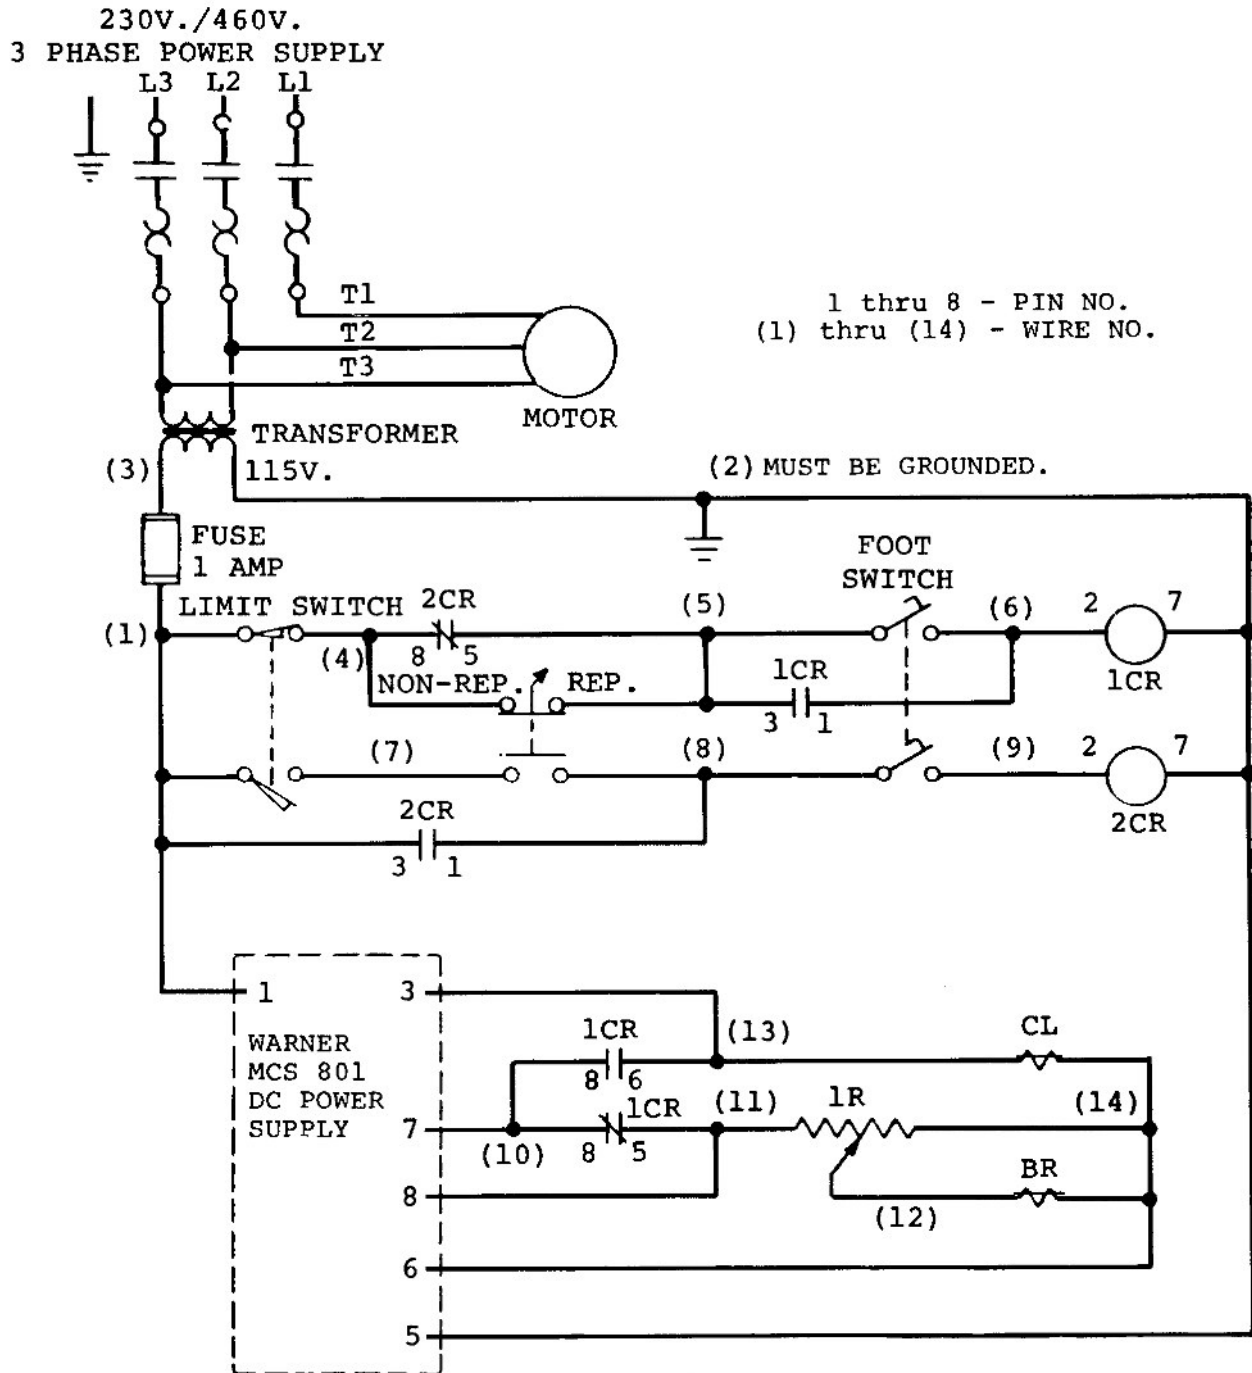 230V./460V.
3 PHASE POWER SUPPLY
L3 L2 L1
T1
1 thru 8 - PIN NO.
(1) thru (14) - WIRE NO.
T2
T3
MOTOR
TRANSFORMER
(3) 115V.
(2) MUST BE GROUNDED.
FUSE
1 AMP
FOOT
SWITCH
LIMIT SWITCH 2CR (5) (6) 2 7
(1) (4) 8 5
NON-REP. REP. 1CR 1CR
3 1
(7) (8) (9) 2 7
2CR 2CR
3 1
1 3
WARNER
MCS 801
DC POWER
SUPPLY
1CR (13) CL
8 6
1CR (11) 1R (14)
7 (10) 8 5
BR
8 (12)
6
5